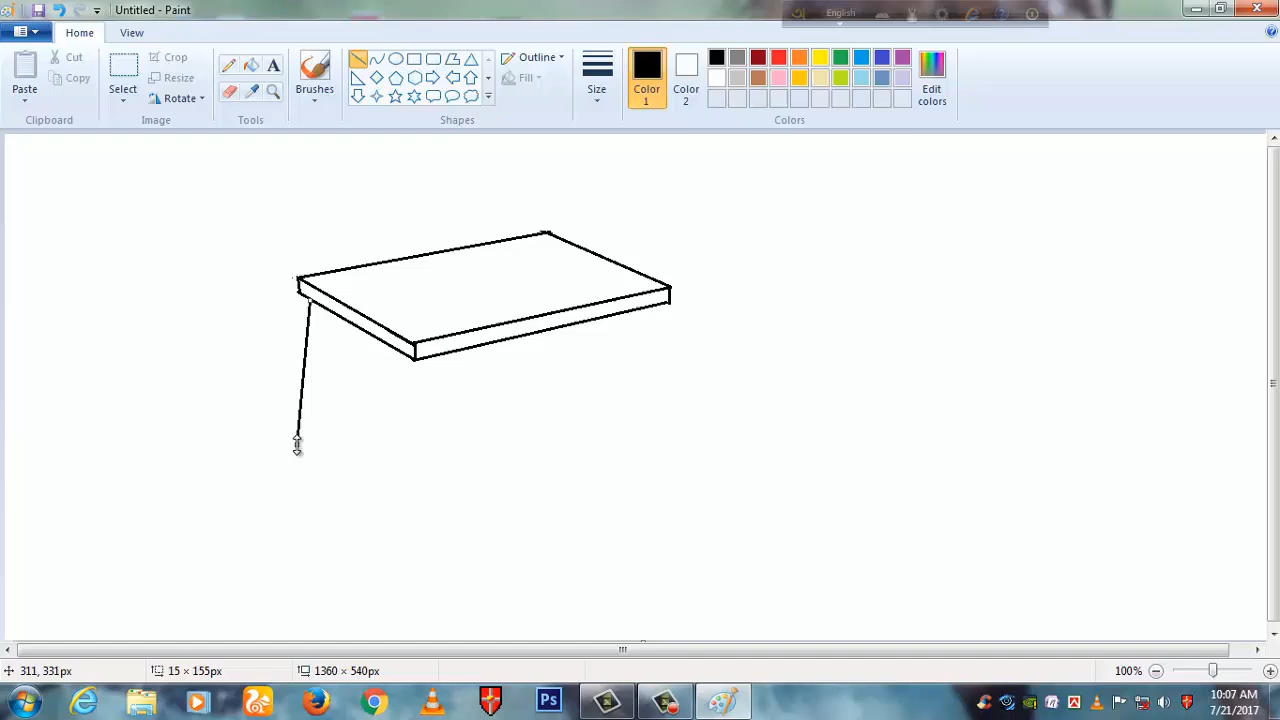 Untitled - Paint
English
Home
View
Paste
Cut
Copy
Clipboard
Select
Crop
Resize
Rotate
Image
Tools
Brushes
Outline
Fill
Shapes
Size
Color 1
Color 2
Edit colors
Colors
311, 331px
15 × 155px
1360 × 540px
100%
Ps
10:07 AM
7/21/2017